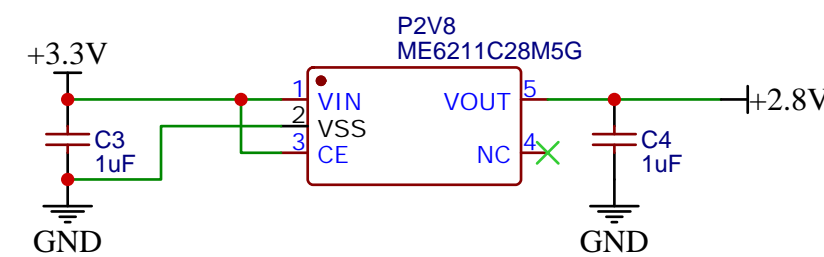 P2V8
ME6211C28M5G
+3.3V
1
VIN
VOUT
5
+2.8V
2
VSS
3
CE
NC
4
C3
1uF
C4
1uF
GND
GND